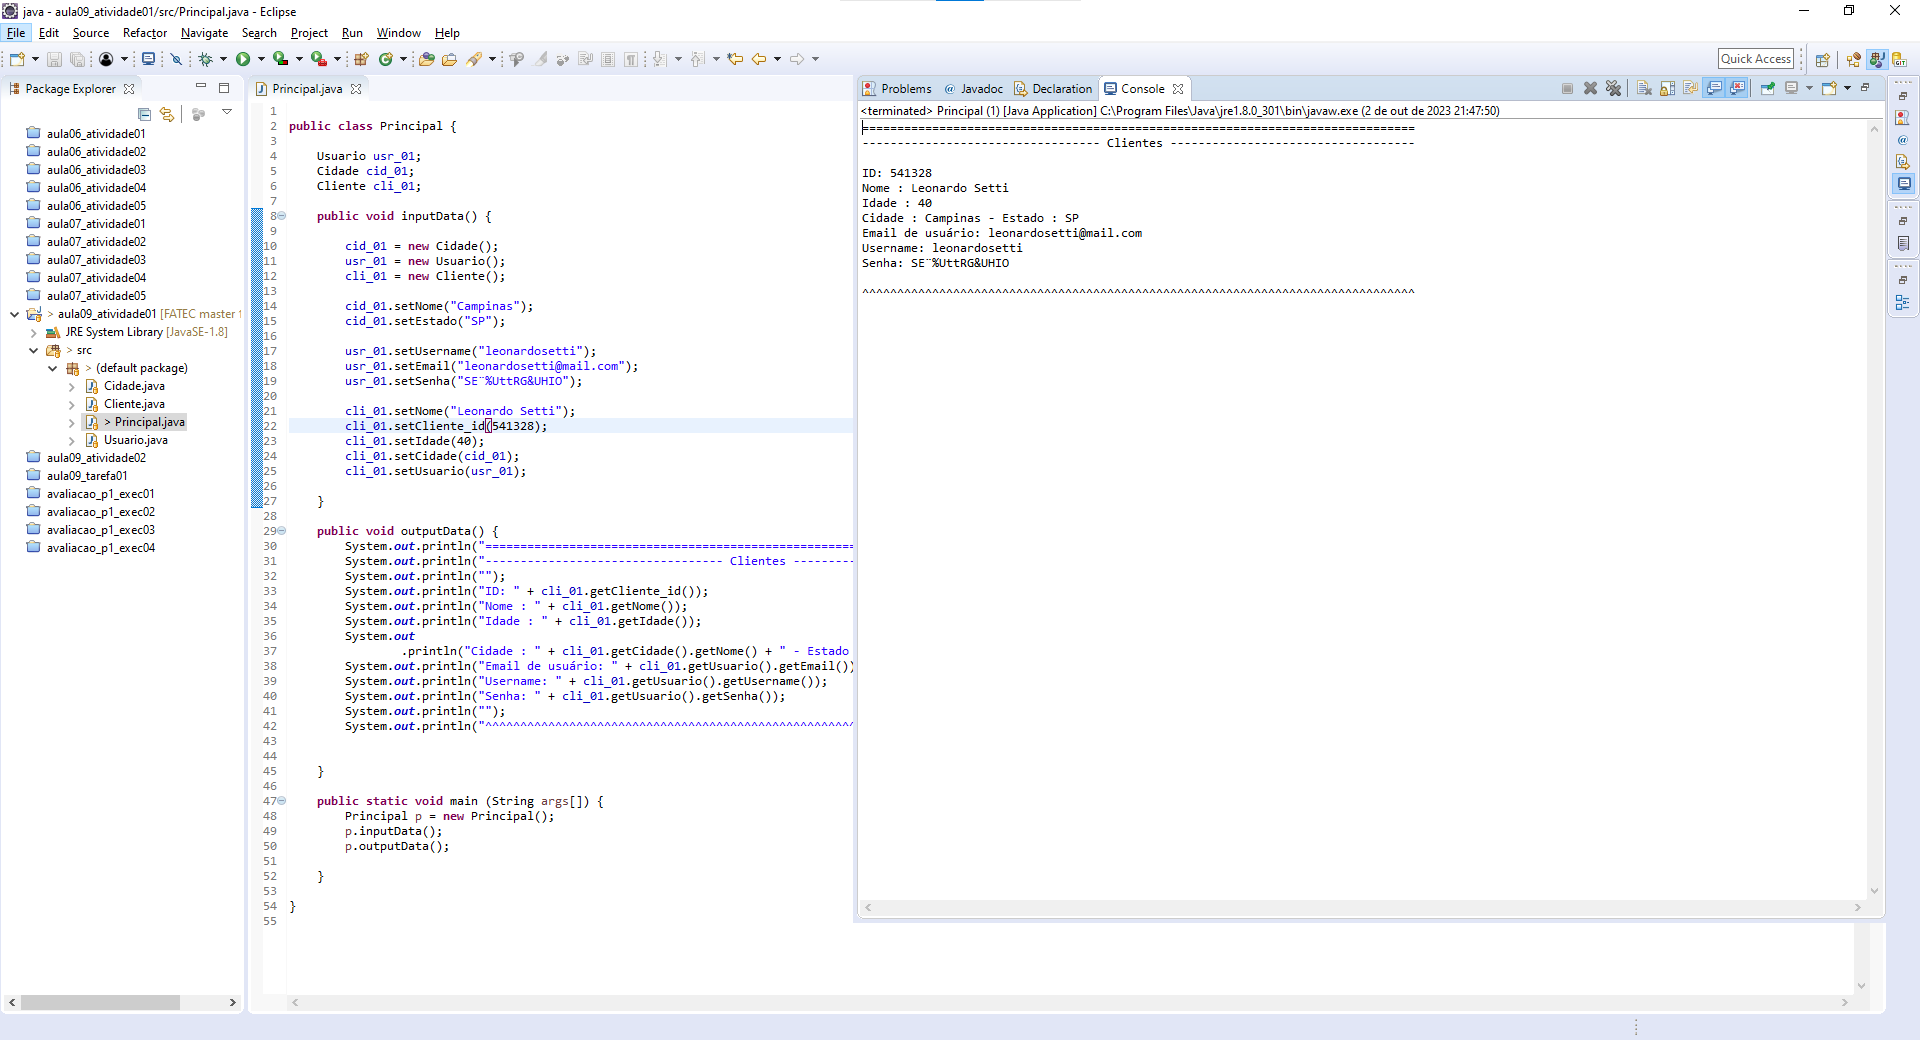 java - aula09_atividade01/src/Principal.java - Eclipse
File Edit Source Refactor Navigate Search Project Run Window Help
Quick Access
Package Explorer
aula06_atividade01
aula06_atividade02
aula06_atividade03
aula06_atividade04
aula06_atividade05
aula07_atividade01
aula07_atividade02
aula07_atividade03
aula07_atividade04
aula07_atividade05
> aula09_atividade01 [FATEC master
JRE System Library [JavaSE-1.8]
> src
> (default package)
Cidade.java
Cliente.java
> Principal.java
Usuario.java
aula09_atividade02
aula09_tarefa01
avaliacao_p1_exec01
avaliacao_p1_exec02
avaliacao_p1_exec03
avaliacao_p1_exec04
Principal.java
1
2 public class Principal {
3
4 Usuario usr_01;
5 Cidade cid_01;
6 Cliente cli_01;
7
8 public void inputData() {
9
10 cid_01 = new Cidade();
11 usr_01 = new Usuario();
12 cli_01 = new Cliente();
13
14 cid_01.setNome("Campinas");
15 cid_01.setEstado("SP");
16
17 usr_01.setUsername("leonardosetti");
18 usr_01.setEmail("leonardosetti@mail.com");
19 usr_01.setSenha("SE¨%UttRG&UHIO");
20
21 cli_01.setNome("Leonardo Setti");
22 cli_01.setCliente_id(541328);
23 cli_01.setIdade(40);
24 cli_01.setCidade(cid_01);
25 cli_01.setUsuario(usr_01);
26
27 }
28
29 public void outputData() {
30 System.out.println("=====================================================
31 System.out.println("---------------------------------- Clientes ---------
32 System.out.println("");
33 System.out.println("ID: " + cli_01.getCliente_id());
34 System.out.println("Nome : " + cli_01.getNome());
35 System.out.println("Idade : " + cli_01.getIdade());
36 System.out
37 .println("Cidade : " + cli_01.getCidade().getNome() + " - Estado
38 System.out.println("Email de usuário: " + cli_01.getUsuario().getEmail())
39 System.out.println("Username: " + cli_01.getUsuario().getUsername());
40 System.out.println("Senha: " + cli_01.getUsuario().getSenha());
41 System.out.println("");
42 System.out.println("^^^^^^^^^^^^^^^^^^^^^^^^^^^^^^^^^^^^^^^^^^^^^^^^^^^^^
43
44
45 }
46
47 public static void main (String args[]) {
48 Principal p = new Principal();
49 p.inputData();
50 p.outputData();
51
52 }
53
54 }
55
Problems @ Javadoc Declaration Console
<terminated> Principal (1) [Java Application] C:\Program Files\Java\jre1.8.0_301\bin\javaw.exe (2 de out de 2023 21:47:50)
===============================================================================
---------------------------------- Clientes -----------------------------------
ID: 541328
Nome : Leonardo Setti
Idade : 40
Cidade : Campinas - Estado : SP
Email de usuário: leonardosetti@mail.com
Username: leonardosetti
Senha: SE¨%UttRG&UHIO
^^^^^^^^^^^^^^^^^^^^^^^^^^^^^^^^^^^^^^^^^^^^^^^^^^^^^^^^^^^^^^^^^^^^^^^^^^^^^^^